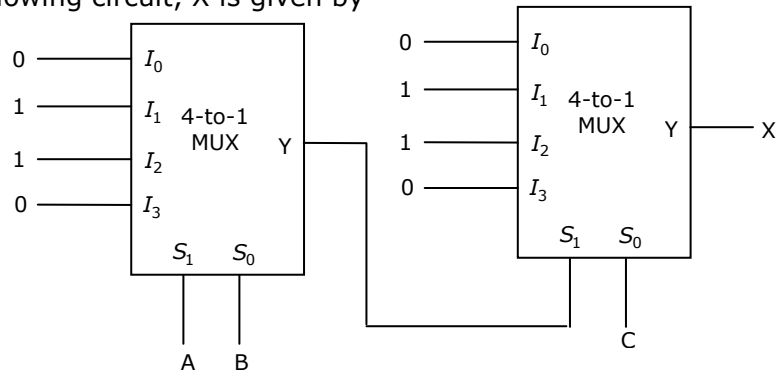 lowing circuit, X is given by
0 I₀
1 I₁
1 I₂
0 I₃
4-to-1
MUX
Y
S₁ S₀
A B
0 I₀
1 I₁
1 I₂
0 I₃
4-to-1
MUX
Y X
S₁ S₀
C